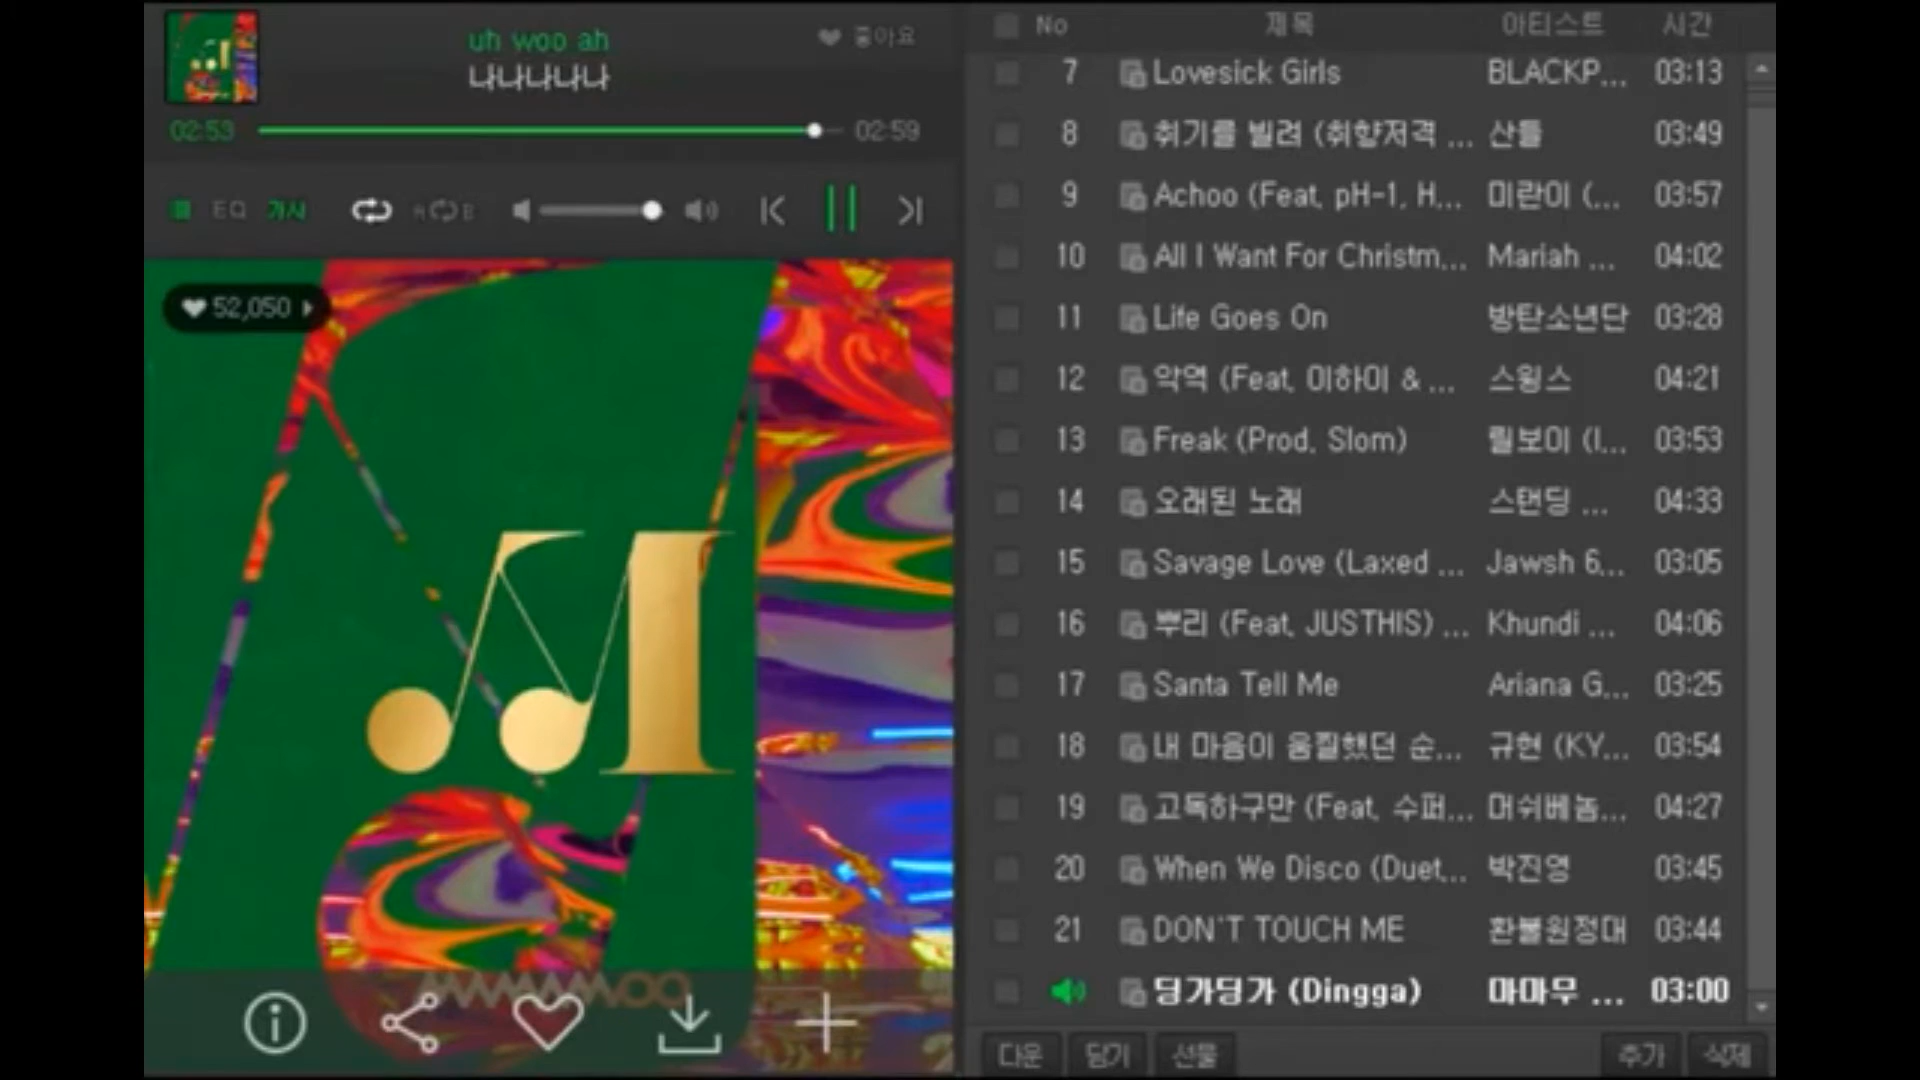 uh woo ah
나나나나나
좋아요
02:53
02:59
EQ 가사
A B
52,050
MAMAMOO
No 제목 아티스트 시간
7 Lovesick Girls BLACKP... 03:13
8 취기를 빌려 (취향저격 ... 산들 03:49
9 Achoo (Feat. pH-1, H... 미란이 (... 03:57
10 All I Want For Christm... Mariah ... 04:02
11 Life Goes On 방탄소년단 03:28
12 악역 (Feat. 이하이 & ... 스윙스 04:21
13 Freak (Prod. Slom) 릴보이 (l... 03:53
14 오래된 노래 스탠딩 ... 04:33
15 Savage Love (Laxed ... Jawsh 6... 03:05
16 뿌리 (Feat. JUSTHIS) ... Khundi ... 04:06
17 Santa Tell Me Ariana G... 03:25
18 내 마음이 움찔했던 순... 규현 (KY... 03:54
19 고독하구만 (Feat. 수퍼... 머쉬베놈... 04:27
20 When We Disco (Duet... 박진영 03:45
21 DON'T TOUCH ME 환불원정대 03:44
딩가딩가 (Dingga) 마마무 ... 03:00
다운 담기 선물 추가 삭제